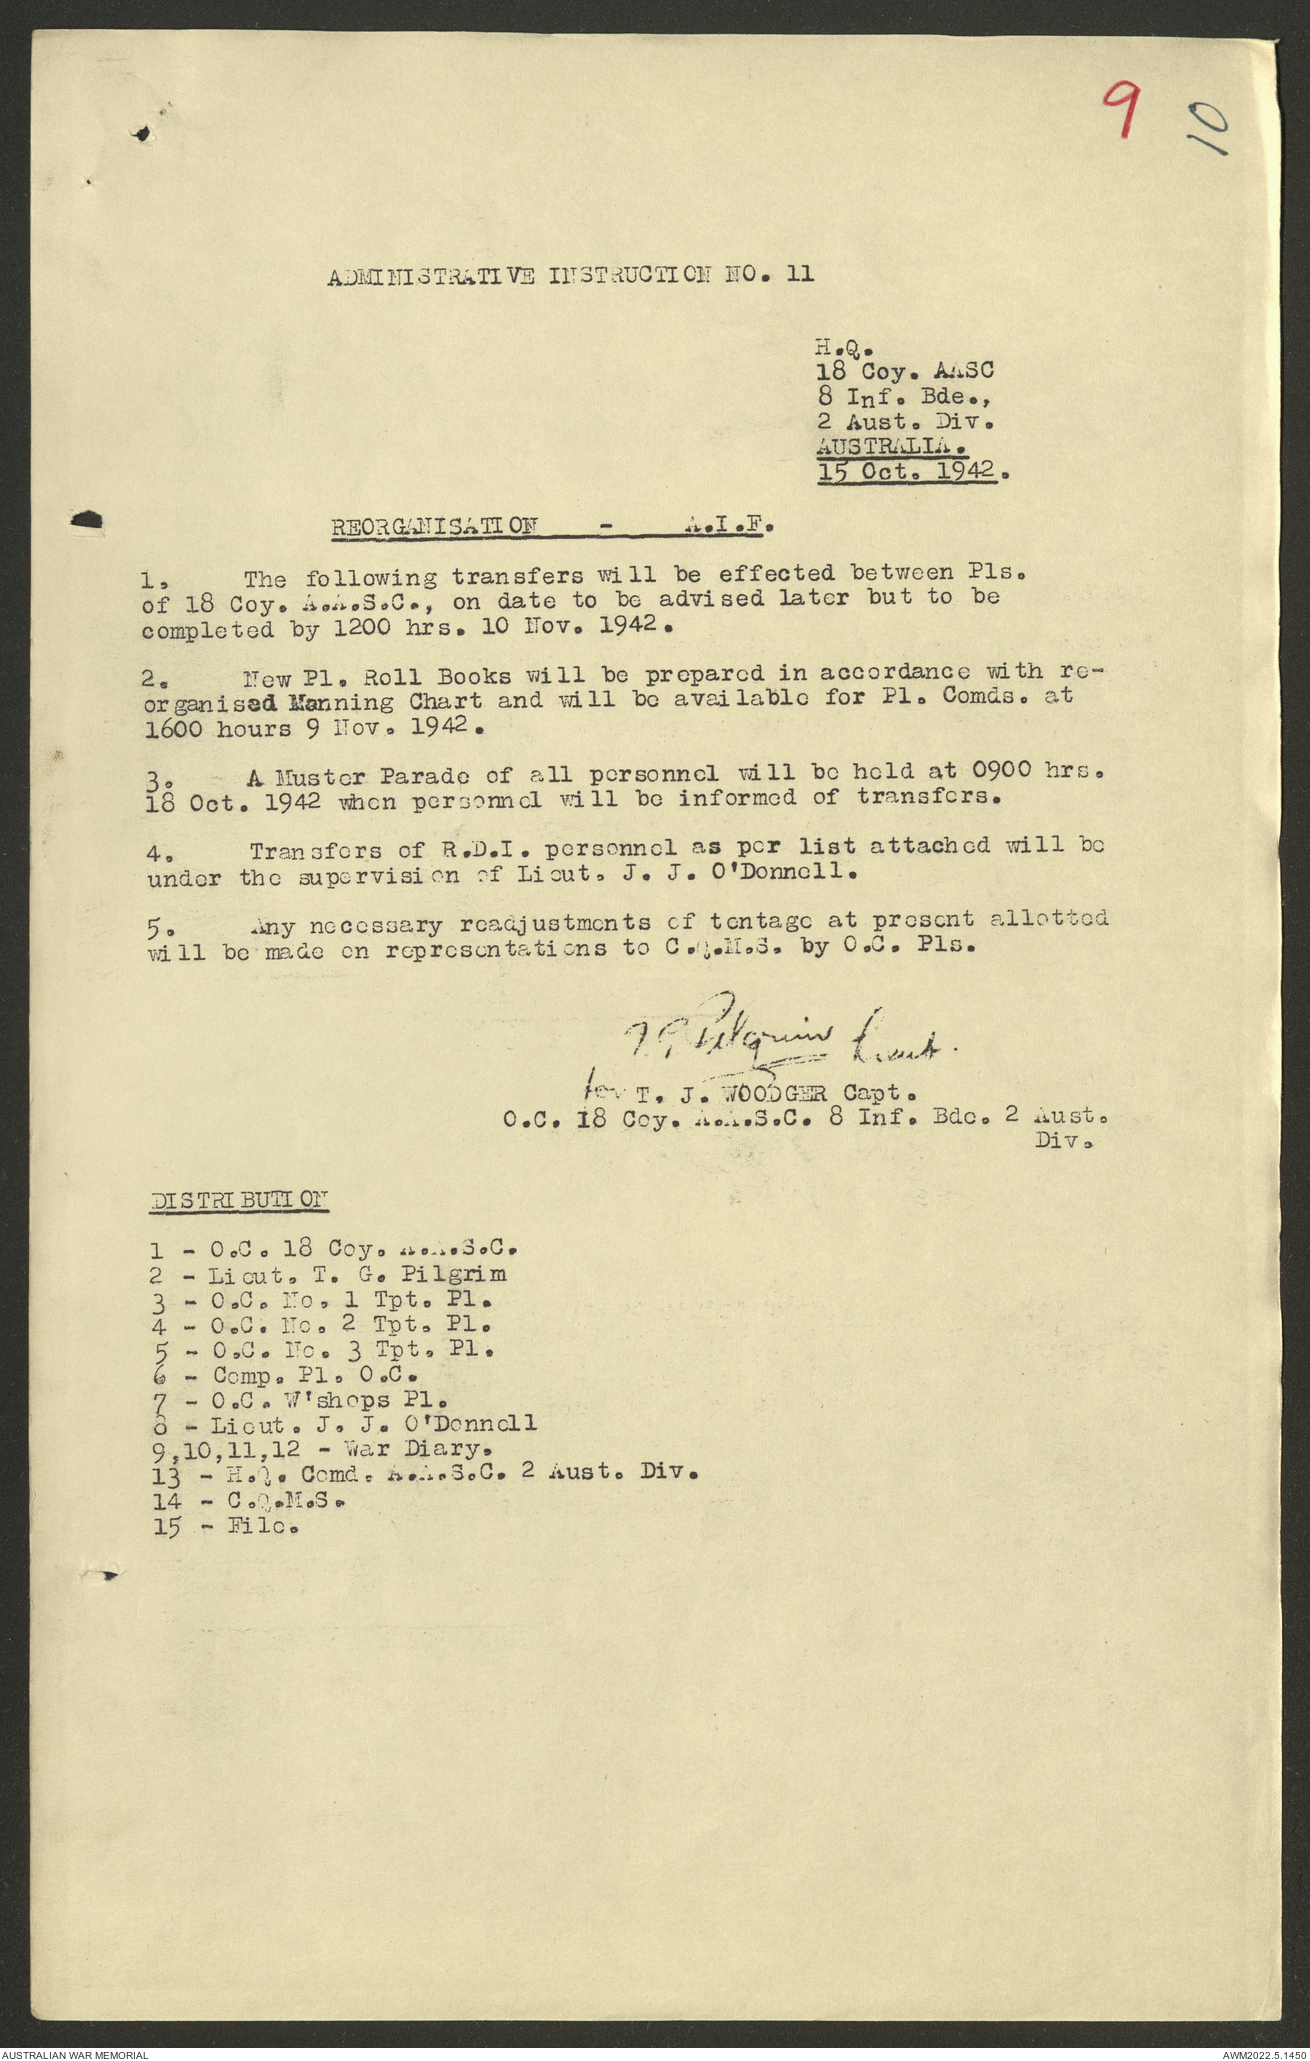 9
10
ADMINISTRATIVE INSTRUCTION NO. 11
H.Q.
18 Coy. AASC
8 Inf. Bde.,
2 Aust. Div.
AUSTRALIA.
15 Oct. 1942.
REORGANISATION - A.I.F.
1. The following transfers will be effected between Pls.
of 18 Coy. A.A.S.C., on date to be advised later but to be
completed by 1200 hrs. 10 Nov. 1942.
2. New Pl. Roll Books will be prepared in accordance with re-
organised Manning Chart and will be available for Pl. Comds. at
1600 hours 9 Nov. 1942.
3. A Muster Parade of all personnel will be held at 0900 hrs.
18 Oct. 1942 when personnel will be informed of transfers.
4. Transfers of R.D.I. personnel as per list attached will be
under the supervision of Lieut. J. J. O'Donnell.
5. Any necessary readjustments of tentage at present allotted
will be made on representations to C.Q.M.S. by O.C. Pls.
T G Pilgrim Lieut.
for T. J. WOODGER Capt.
O.C. 18 Coy. A.A.S.C. 8 Inf. Bde. 2 Aust.
Div.
DISTRIBUTION
1 - O.C. 18 Coy. A.A.S.C.
2 - Lieut. T. G. Pilgrim
3 - O.C. No. 1 Tpt. Pl.
4 - O.C. No. 2 Tpt. Pl.
5 - O.C. No. 3 Tpt. Pl.
6 - Comp. Pl. O.C.
7 - O.C. W'shops Pl.
8 - Lieut. J. J. O'Donnell
9,10,11,12 - War Diary.
13 - H.Q. Comd. A.A.S.C. 2 Aust. Div.
14 - C.Q.M.S.
15 - File.
AUSTRALIAN WAR MEMORIAL
AWM2022.5.1450